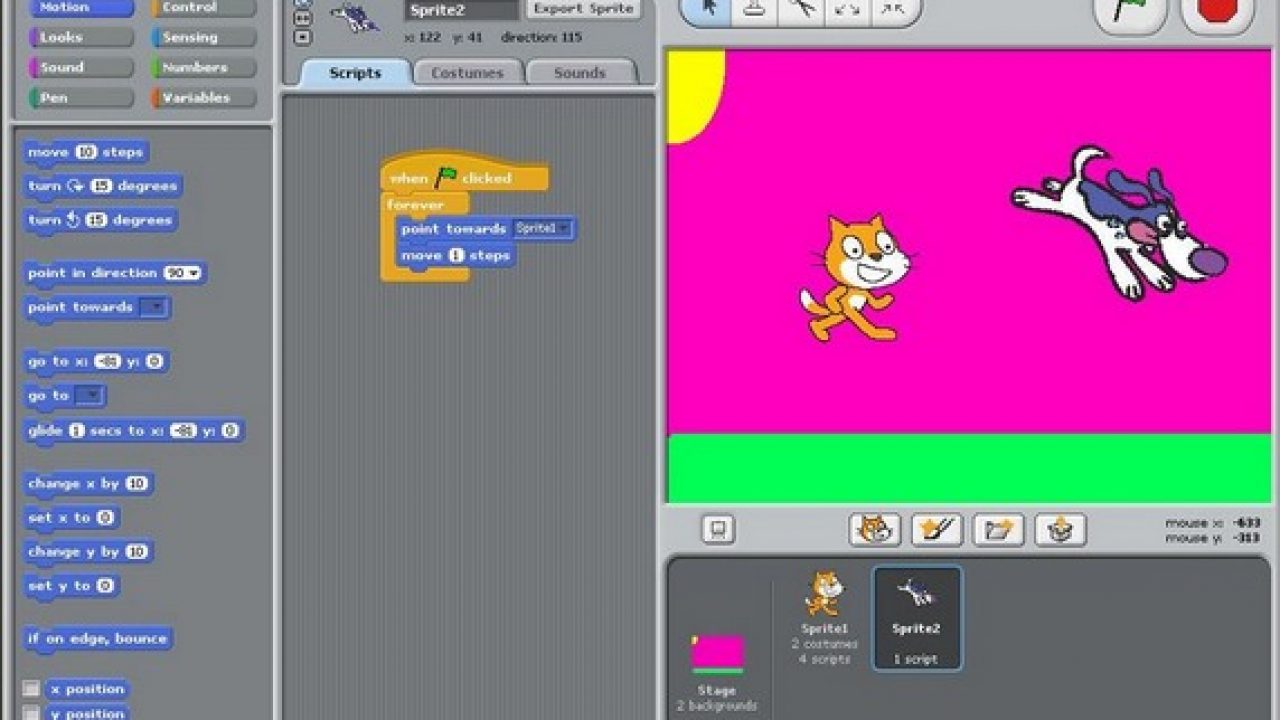 Motion
Control
Looks
Sensing
Sound
Numbers
Pen
Variables
move 10 steps
turn 15 degrees
turn 15 degrees
point in direction 90
point towards
go to x: y: 0
go to
glide 1 secs to x: y: 0
change x by 10
set x to 0
change y by 10
set y to 0
if on edge, bounce
x position
y position
Sprite2
Export Sprite
x: 122 y: 41 direction: 115
Scripts
Costumes
Sounds
when clicked
forever
point towards Sprite1
move 1 steps
mouse x: -633
mouse y: -313
Sprite1
2 costumes
4 scripts
Sprite2
1 script
Stage
2 backgrounds